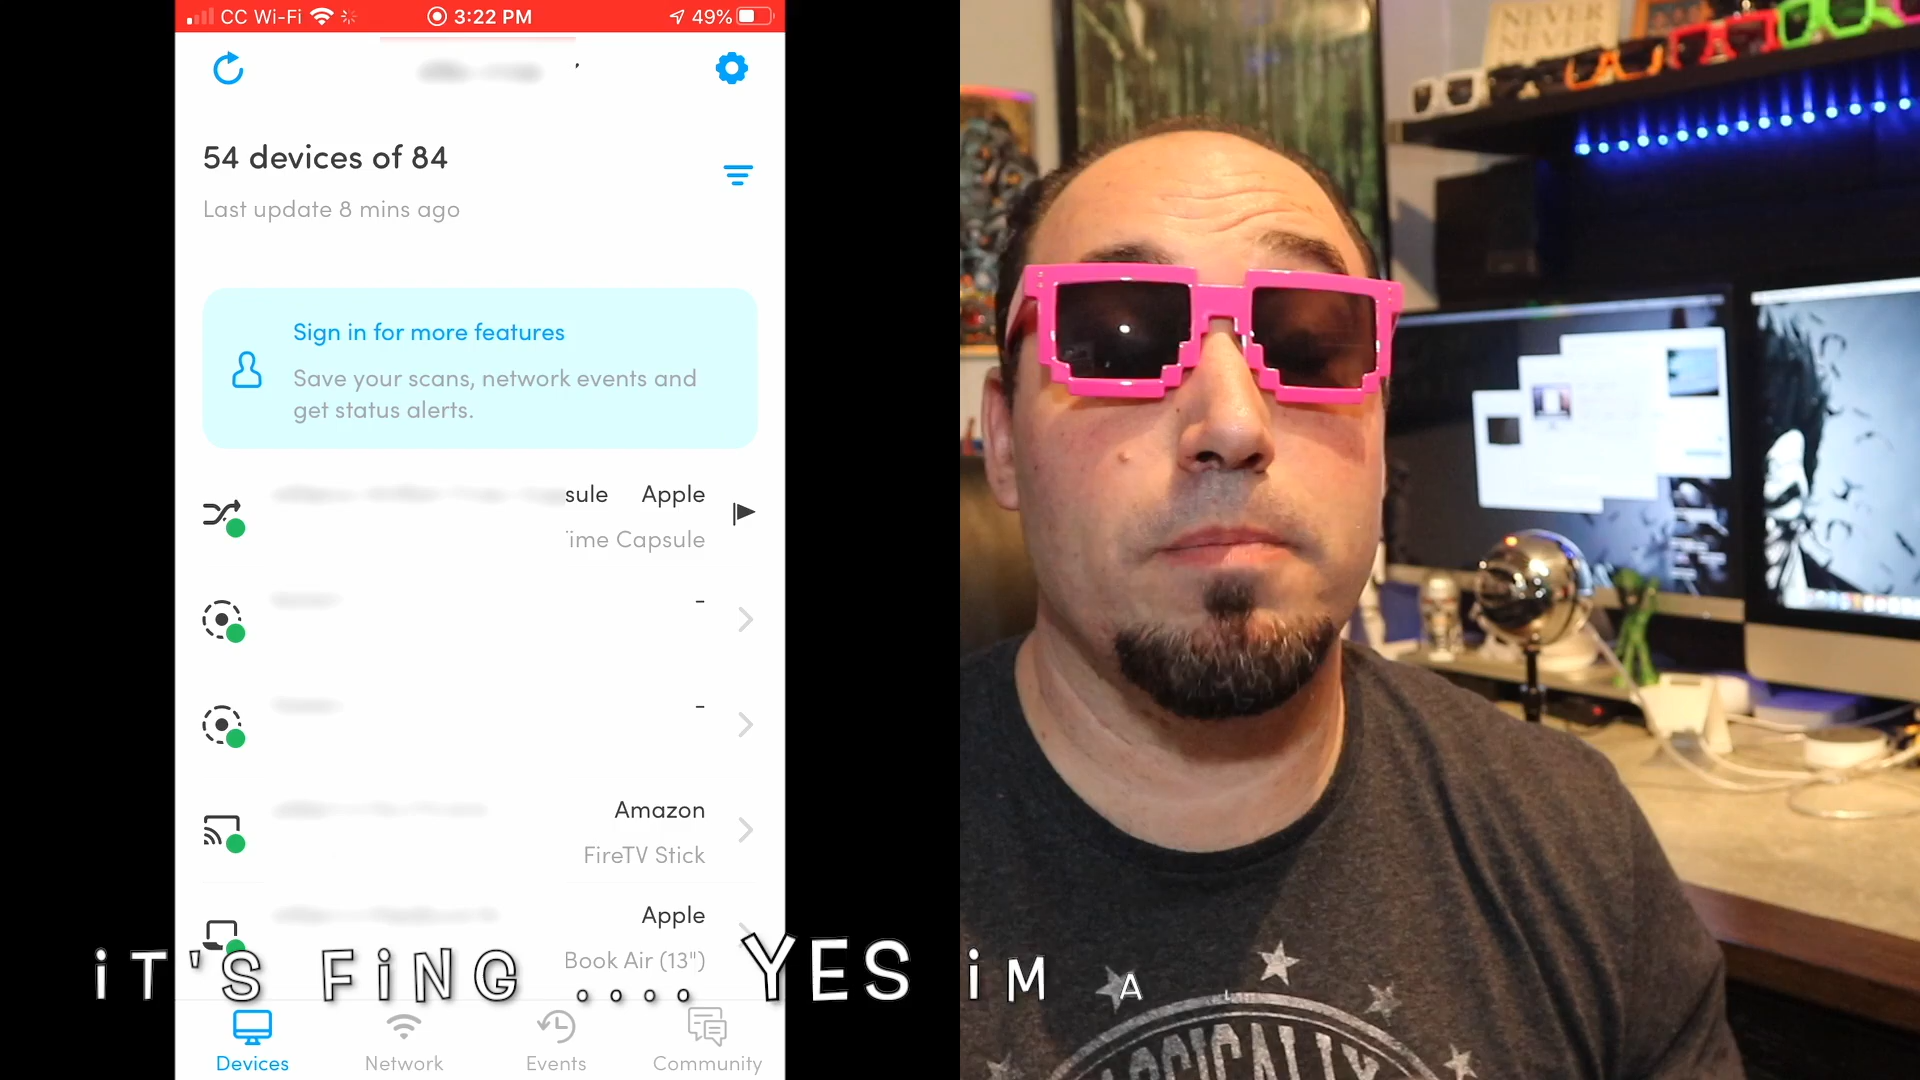 CC Wi-Fi 3:22 PM 49%
54 devices of 84
Last update 8 mins ago
Sign in for more features
Save your scans, network events and
get status alerts.
sule Apple
ime Capsule
-
-
Amazon
FireTV Stick
Apple
Book Air (13")
Devices Network Events Community
NEVER
NEVER
iT'S FiNG .... YES iM A